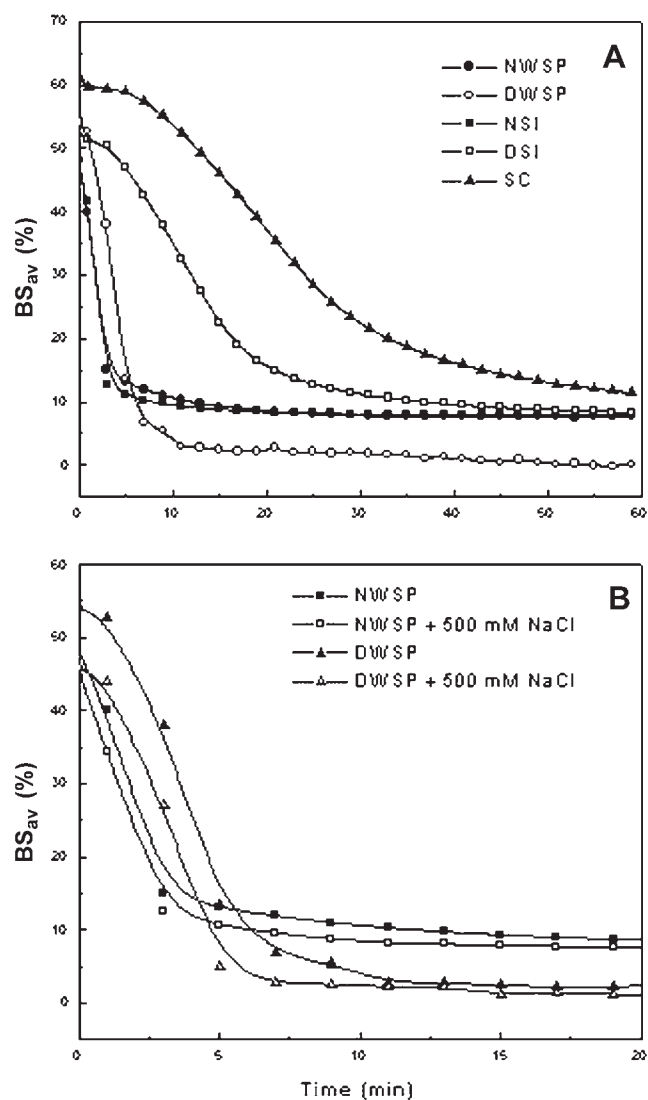 A
70
60
50
40
30
20
10
0
BSav (%)
NWSP
DWSP
NSI
DSI
SC
0 10 20 30 40 50 60
B
60
50
40
30
20
10
0
BSav (%)
NWSP
NWSP + 500 mM NaCl
DWSP
DWSP + 500 mM NaCl
0 5 10 15 20
Time (min)